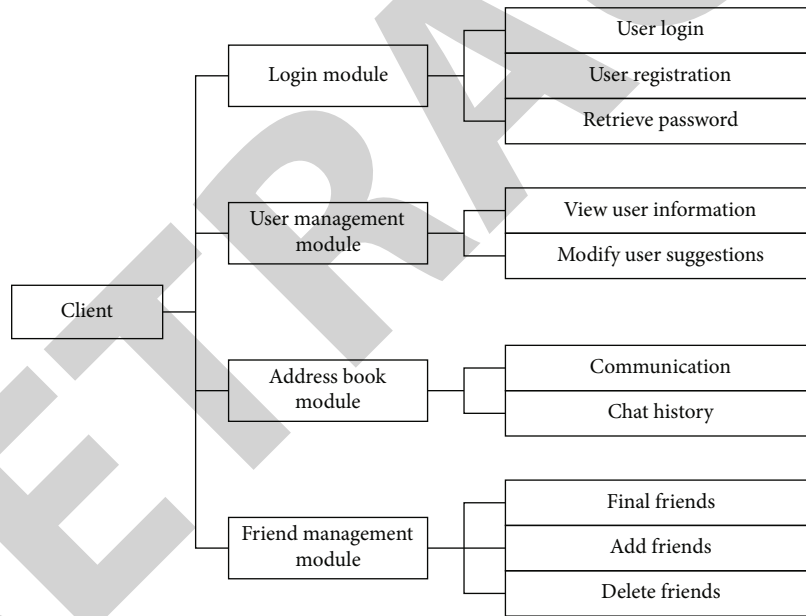 Client
Login module
User login
User registration
Retrieve password
User management
module
View user information
Modify user suggestions
Address book
module
Communication
Chat history
Friend management
module
Final friends
Add friends
Delete friends
ETRAC